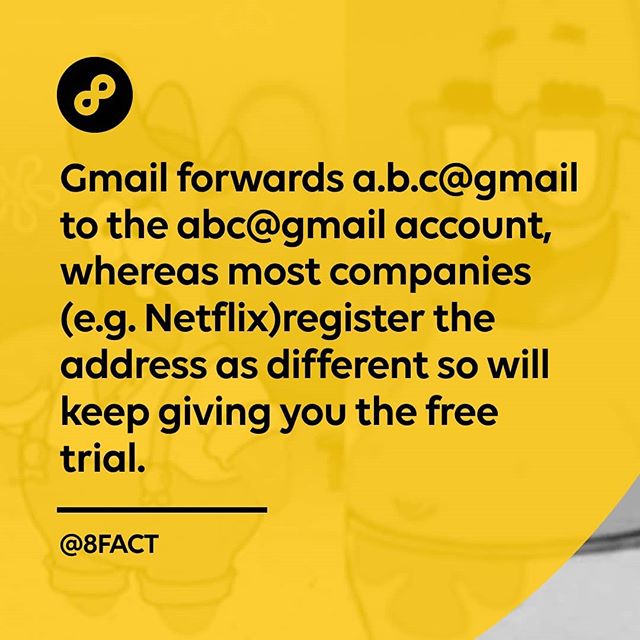 Gmail forwards a.b.c@gmail
to the abc@gmail account,
whereas most companies
(e.g. Netflix)register the
address as different so will
keep giving you the free
trial.
@8FACT